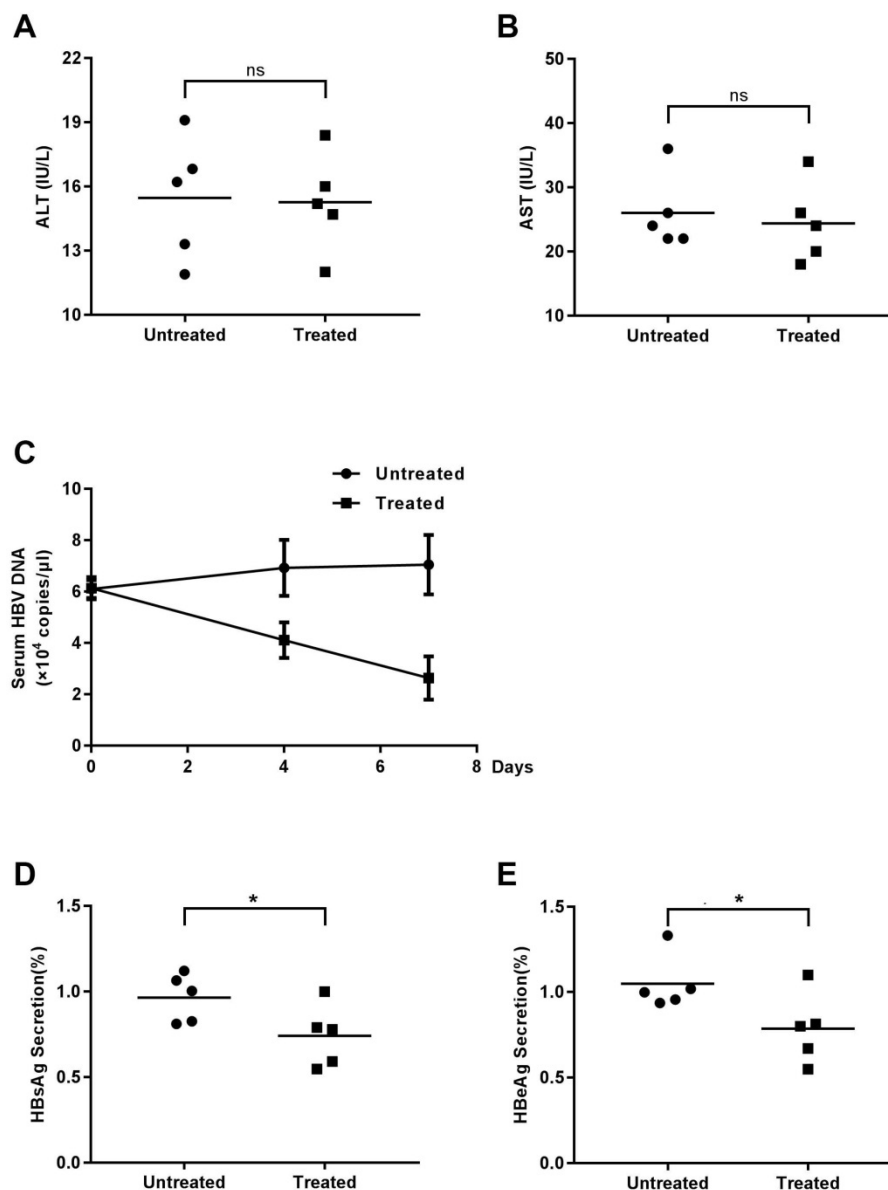 A
ALT (IU/L)
22
19
16
13
10
ns
Untreated
Treated
B
AST (IU/L)
50
40
30
20
10
ns
Untreated
Treated
C
Untreated
Treated
Serum HBV DNA
(×10⁴ copies/µl)
10
8
6
4
2
0
0 2 4 6 8 Days
D
HBsAg Secretion(%)
1.5
1.0
0.5
0.0
*
Untreated
Treated
E
HBeAg Secretion(%)
1.5
1.0
0.5
0.0
*
Untreated
Treated